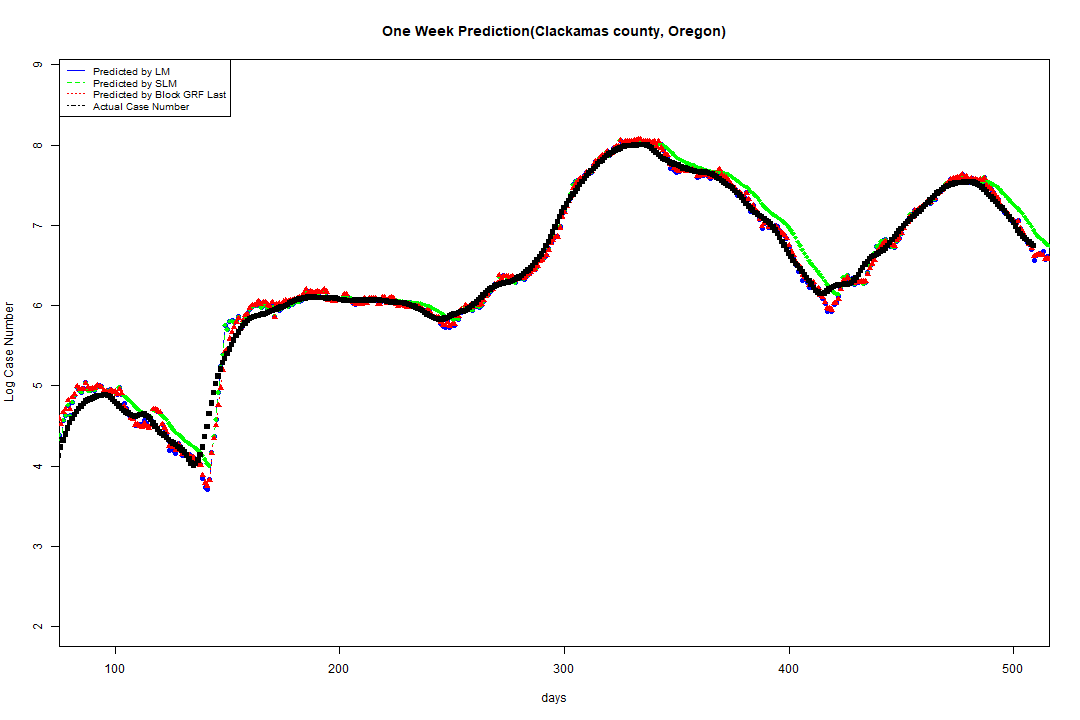 One Week Prediction(Clackamas county, Oregon)
Predicted by LM
Predicted by SLM
Predicted by Block GRF Last
Actual Case Number
9
8
7
6
5
4
3
2
Log Case Number
100 200 300 400 500
days